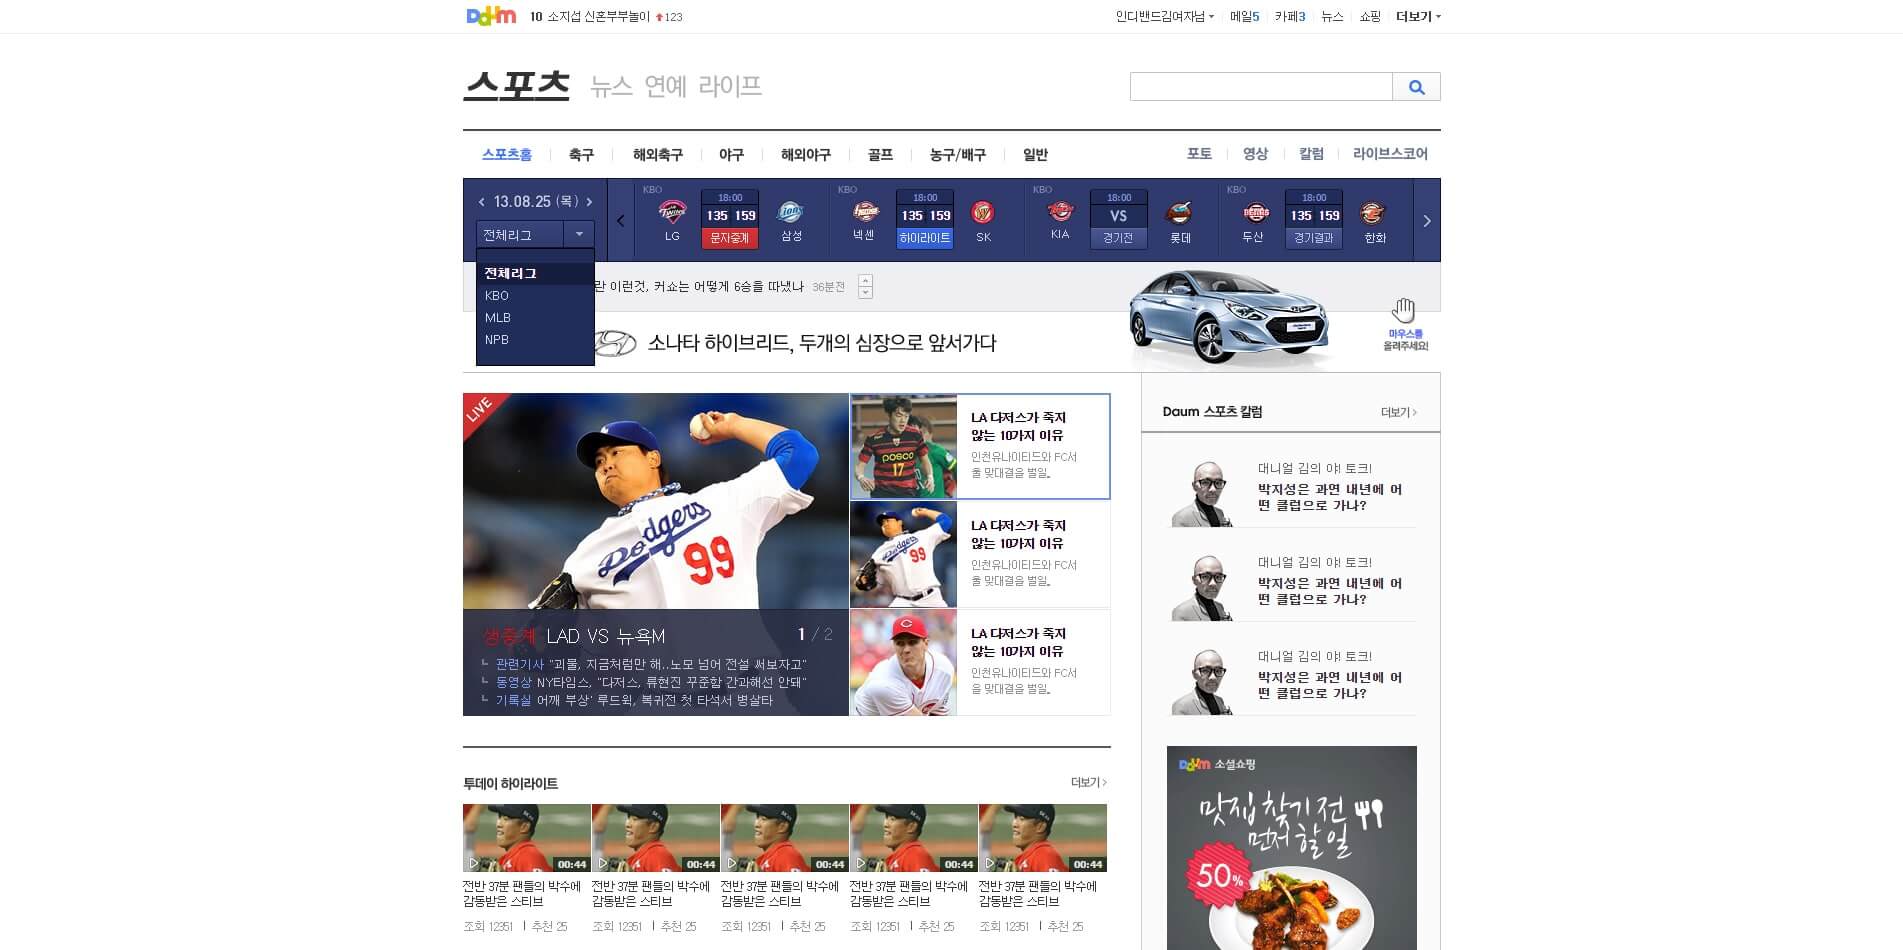 Daum
10 소지섭 신혼부부놀이 123
인디밴드김여자님 메일5 카페3 뉴스 쇼핑 더보기
스포츠 뉴스 연예 라이프
스포츠홈 축구 해외축구 야구 해외야구 골프 농구/배구 일반 포토 영상 칼럼 라이브스코어
< 13.08.25 (목) >
전체리그
KBO 18:00 LG 135 159 삼성 문자중계
KBO 18:00 넥센 135 159 SK 하이라이트
KBO 18:00 KIA VS 롯데 경기전
KBO 18:00 두산 135 159 한화 경기결과
전체리그
KBO
MLB
NPB
란 이런것, 커쇼는 어떻게 6승을 따냈나 36분전
소나타 하이브리드, 두개의 심장으로 앞서가다
마우스를
올려주세요!
LIVE
Dodgers
99
생중계 LAD VS 뉴욕M 1 / 2
관련기사 "괴물, 지금처럼만 해..노모 넘어 전설 써보자고"
동영상 NY타임스, "다저스, 류현진 꾸준함 간과해선 안돼"
기록실 어깨 부상' 루드윅, 복귀전 첫 타석서 병살타
posco
17
LA 다저스가 죽지
않는 10가지 이유
인천유나이티드와 FC서
울 맞대결을 벌일..
99
LA 다저스가 죽지
않는 10가지 이유
인천유나이티드와 FC서
울 맞대결을 벌일..
LA 다저스가 죽지
않는 10가지 이유
인천유나이티드와 FC서
을 맞대결을 벌일..
Daum 스포츠 칼럼 더보기 >
대니얼 김의 야! 토크!
박지성은 과연 내년에 어
떤 클럽으로 가나?
대니얼 김의 야! 토크!
박지성은 과연 내년에 어
떤 클럽으로 가나?
대니얼 김의 야! 토크!
박지성은 과연 내년에 어
떤 클럽으로 가나?
투데이 하이라이트 더보기 >
00:44 00:44 00:44 00:44 00:44
전반 37분 팬들의 박수에 전반 37분 팬들의 박수에 전반 37분 팬들의 박수에 전반 37분 팬들의 박수에 전반 37분 팬들의 박수에
감동받은 스티브 감동받은 스티브 감동받은 스티브 감동받은 스티브 감동받은 스티브
조회 12351 | 추천 25 조회 12351 | 추천 25 조회 12351 | 추천 25 조회 12351 | 추천 25 조회 12351 | 추천 25
Daum 소셜쇼핑
맛집찾기전
먼저할일
50%